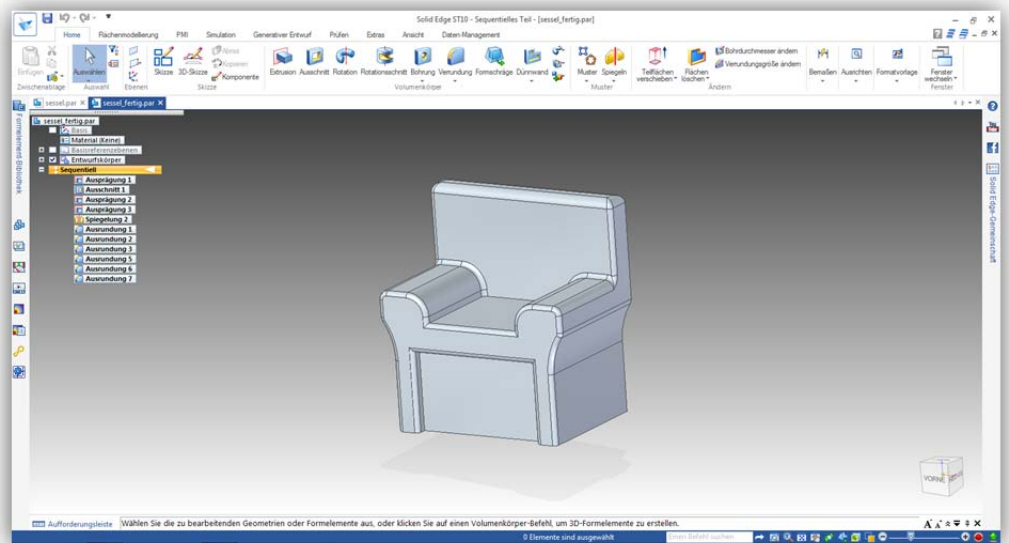 Solid Edge ST10 - Sequentielles Teil - [sessel_fertig.par]
Home Flächenmodellierung PMI Simulation Generativer Entwurf Prüfen Extras Ansicht Daten-Management
Einfügen Auswählen Skizze 3D-Skizze Abriss Kopieren Komponente Extrusion Ausschnitt Rotation Rotationsschnitt Bohrung Verrundung Formschräge Dünnwand Muster Spiegeln Teilflächen verschieben Flächen löschen Bohrdurchmesser ändern Verrundungsgröße ändern Bemaßen Ausrichten Formatvorlage Fenster wechseln
Zwischenablage Auswahl Ebenen Skizze Volumenkörper Muster Ändern Fenster
sessel.par sessel_fertig.par
sessel_fertig.par
Basis
Material (Keine)
Basisreferenzebenen
Entwurfskörper
Sequentiell
Ausprägung 1
Ausschnitt 1
Ausprägung 2
Ausprägung 3
Spiegelung 2
Ausrundung 1
Ausrundung 2
Ausrundung 3
Ausrundung 5
Ausrundung 6
Ausrundung 7
Formelement-Bibliothek
Solid Edge-Gemeinschaft
VORNE
Aufforderungsleiste Wählen Sie die zu bearbeitenden Geometrien oder Formelemente aus, oder klicken Sie auf einen Volumenkörper-Befehl, um 3D-Formelemente zu erstellen.
0 Elemente sind ausgewählt Einen Befehl suchen